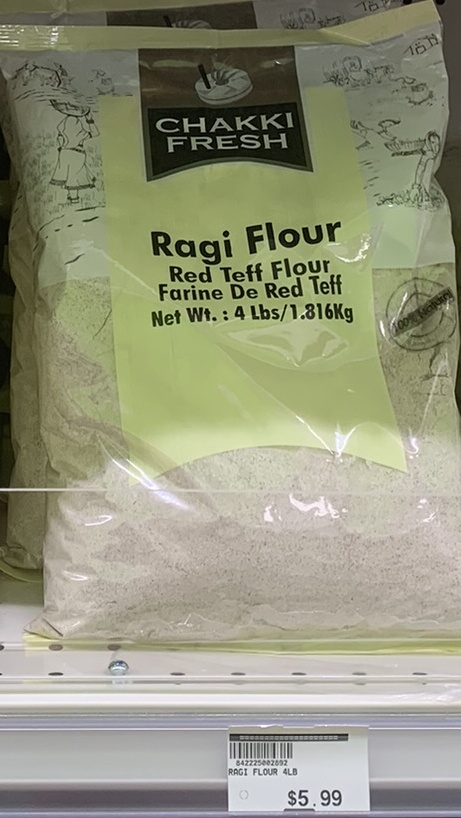 CHAKKI
FRESH
Ragi Flour
Red Teff Flour
Farine De Red Teff
Net Wt. : 4 Lbs/1.816Kg
842225002892
RAGI FLOUR 4LB
$5.99